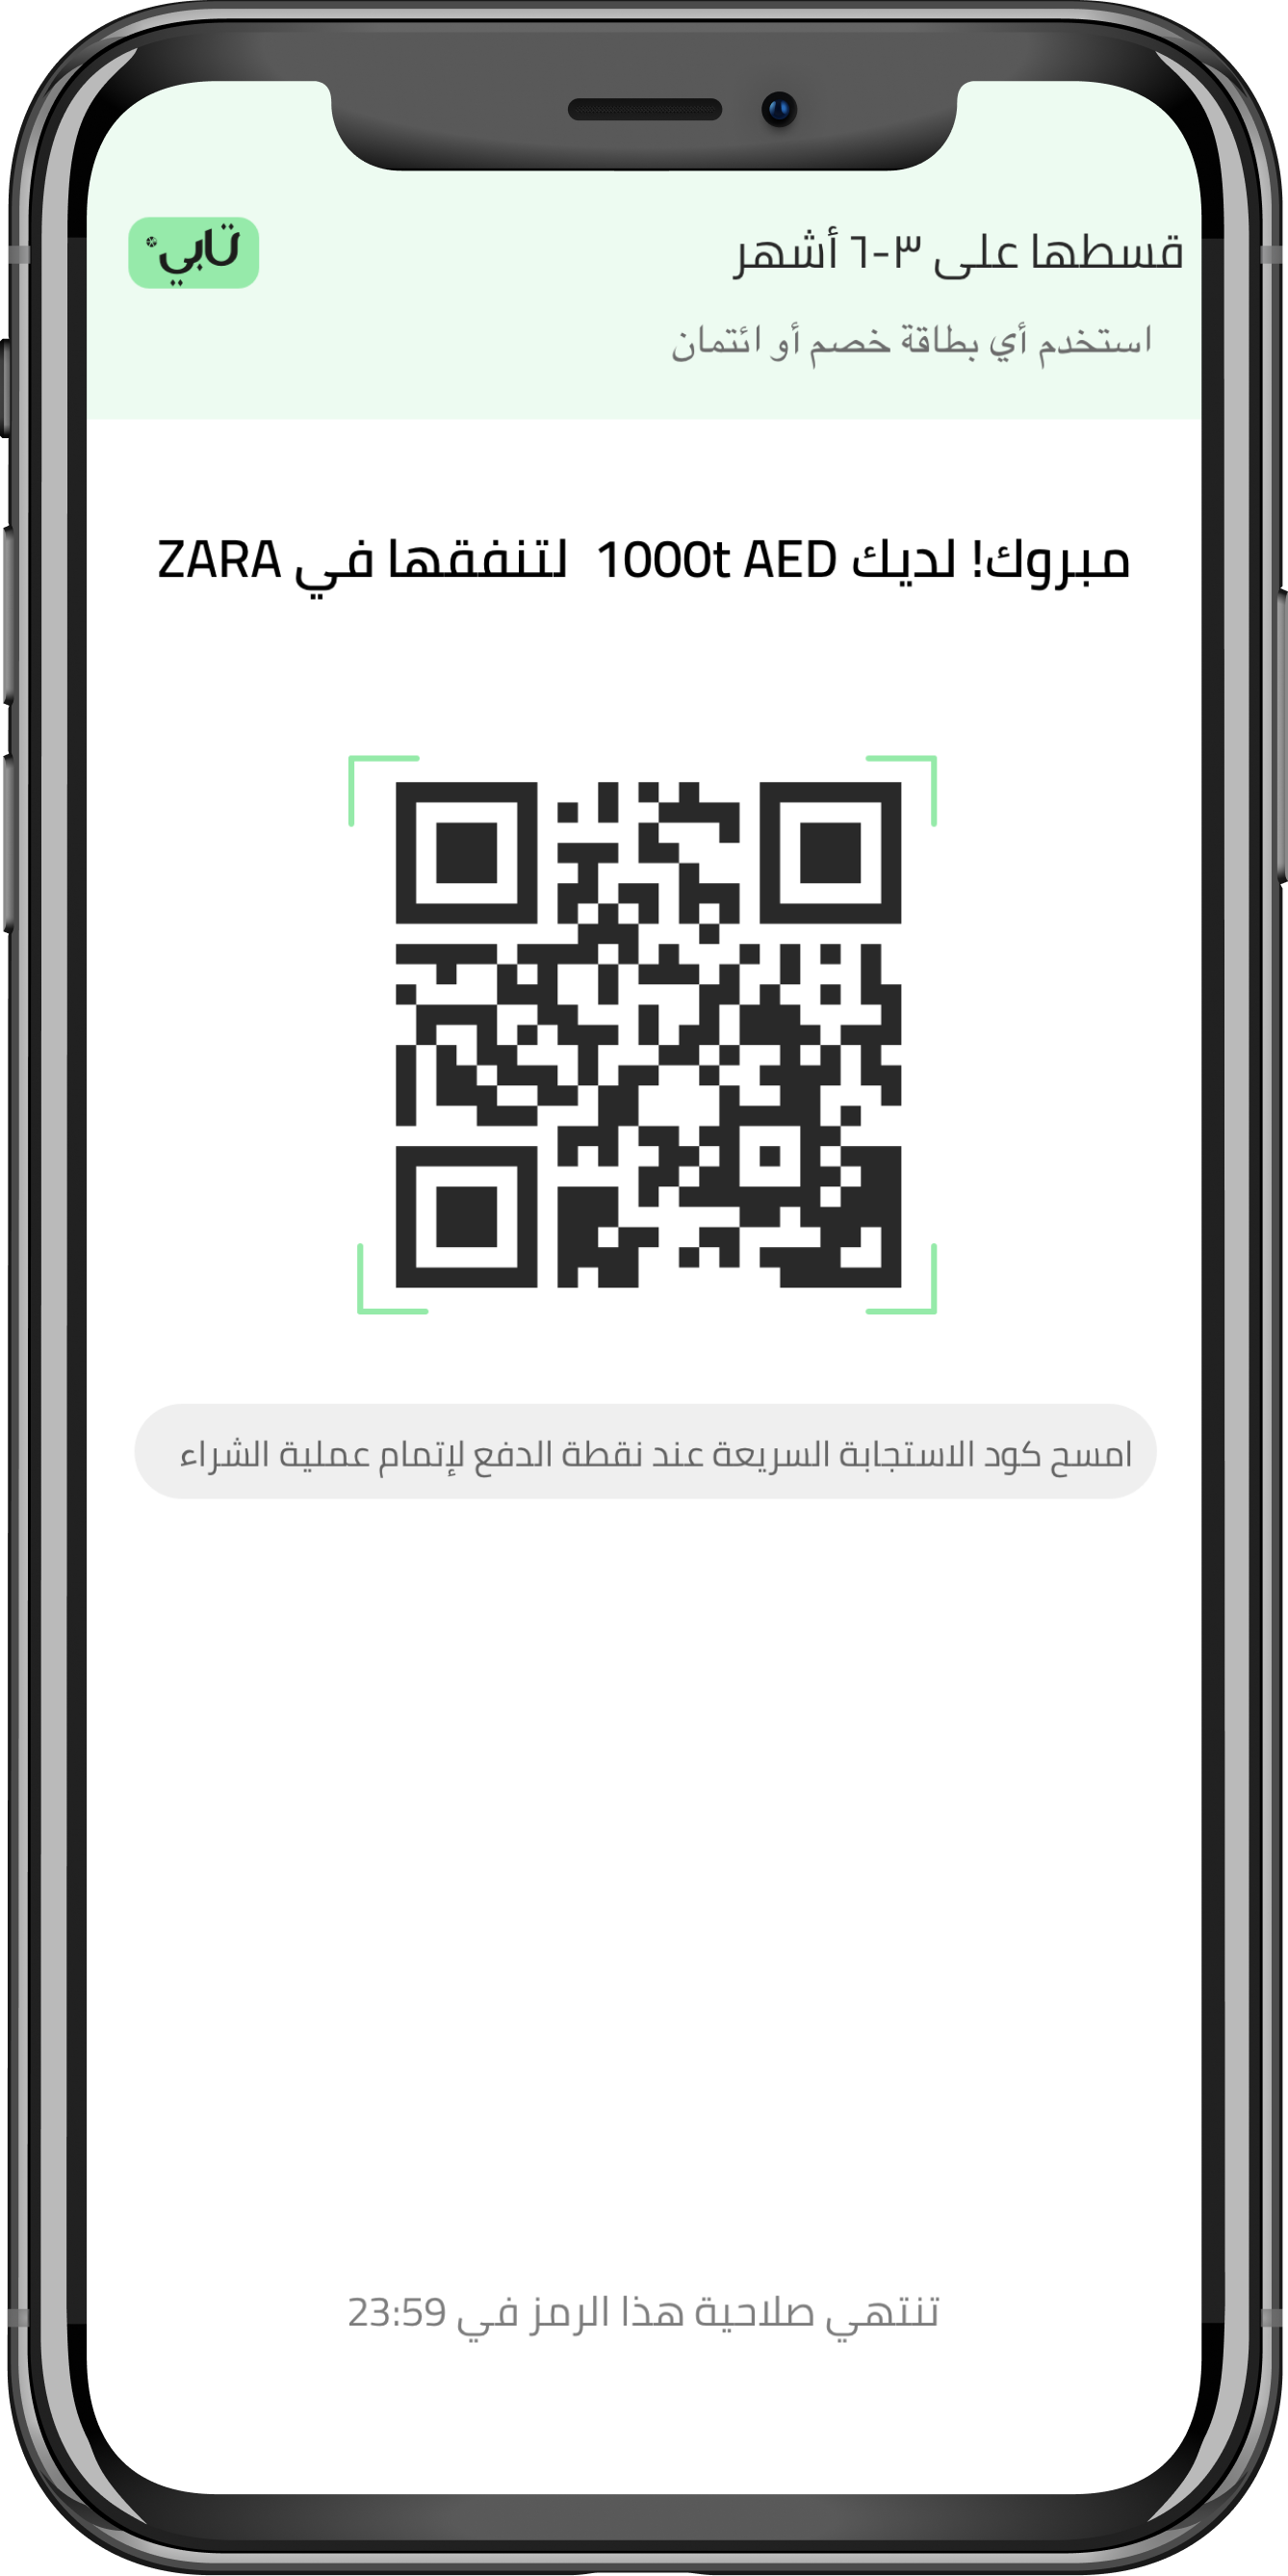 قسطها على ٣-٦ أشهر
تابي
استخدم أي بطاقة خصم أو ائتمان
مبروك! لديك 1000t AED لتنفقها في ZARA
امسح كود الاستجابة السريعة عند نقطة الدفع لإتمام عملية الشراء
تنتهي صلاحية هذا الرمز في 23:59